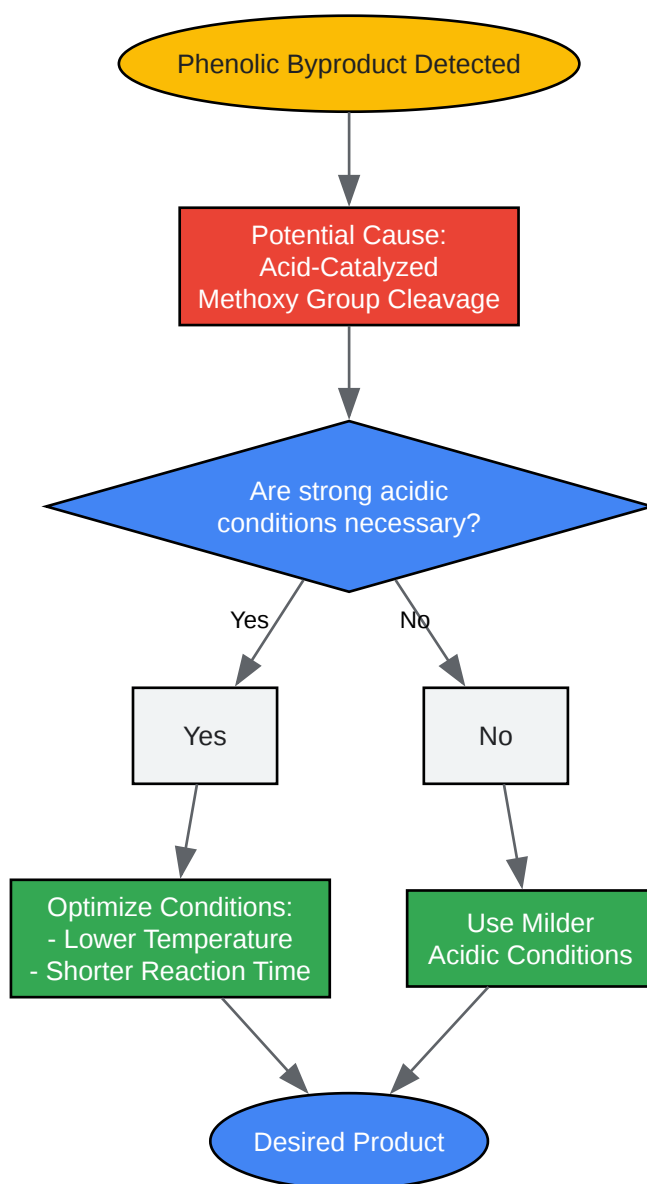 Phenolic Byproduct Detected
Potential Cause:
Acid-Catalyzed
Methoxy Group Cleavage
Are strong acidic
conditions necessary?
Yes
No
Yes
No
Optimize Conditions:
- Lower Temperature
- Shorter Reaction Time
Use Milder
Acidic Conditions
Desired Product